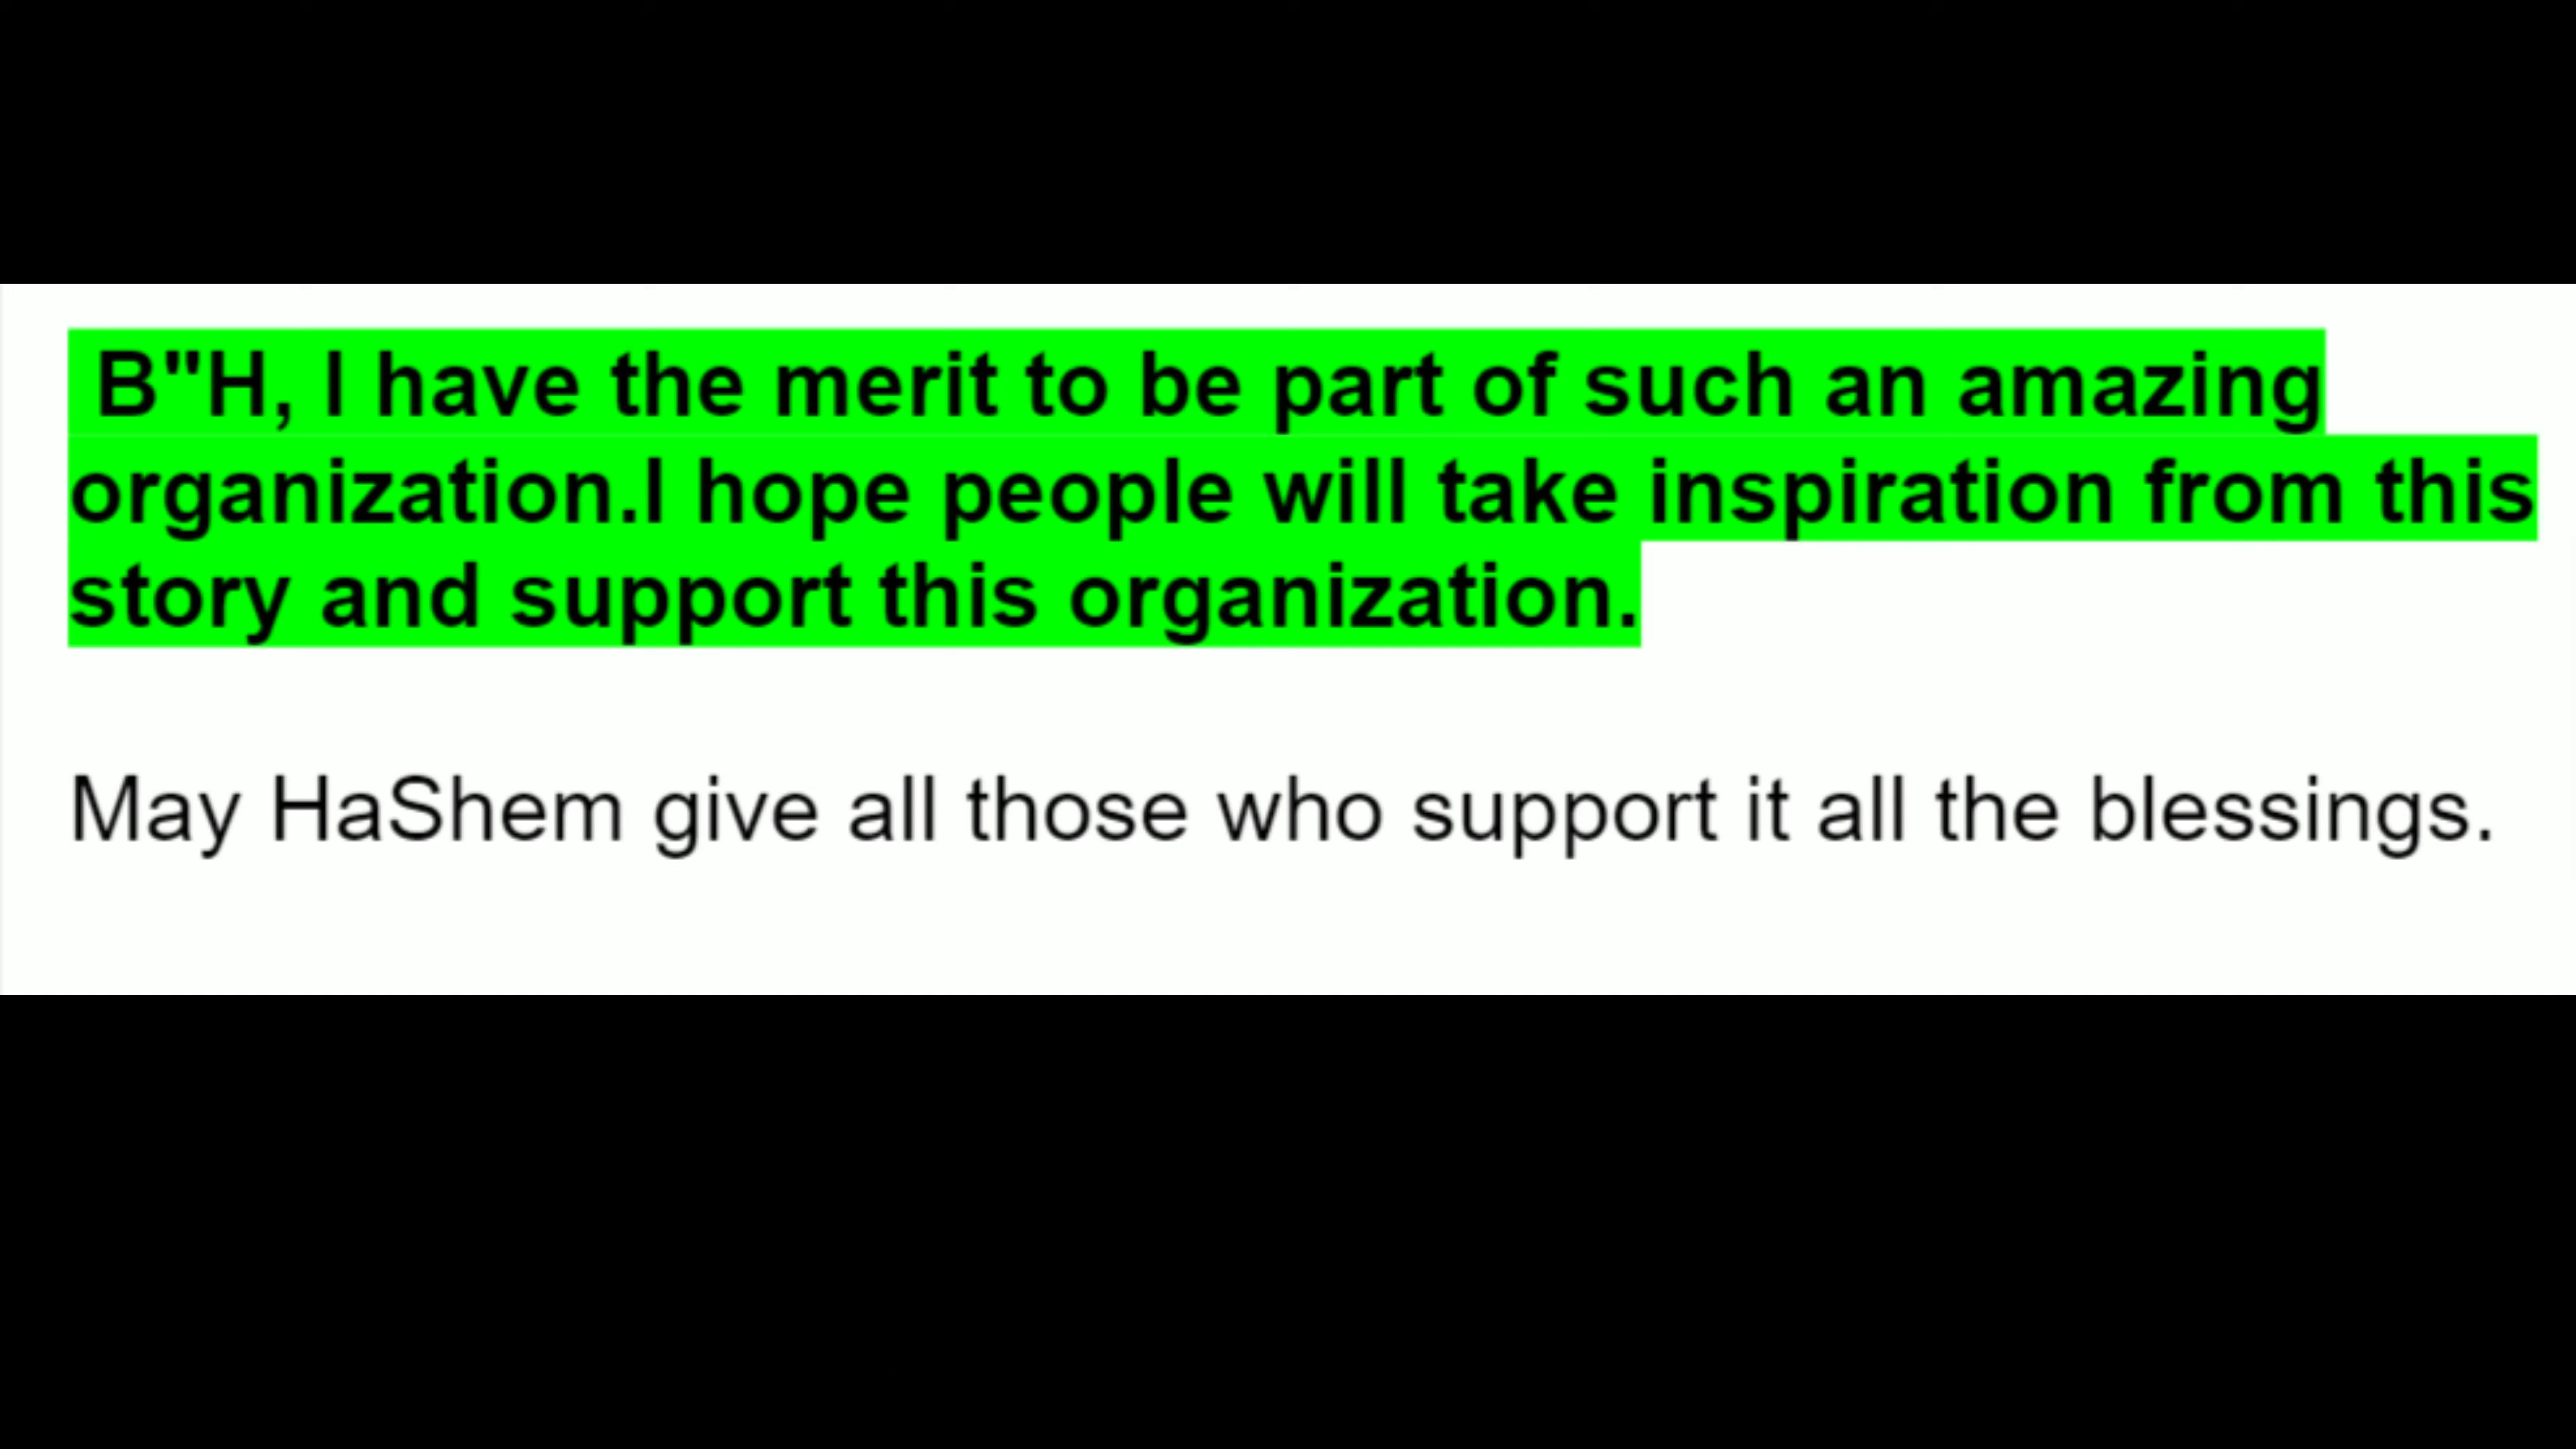 B"H, I have the merit to be part of such an amazing
organization.I hope people will take inspiration from this
story and support this organization.
May HaShem give all those who support it all the blessings.